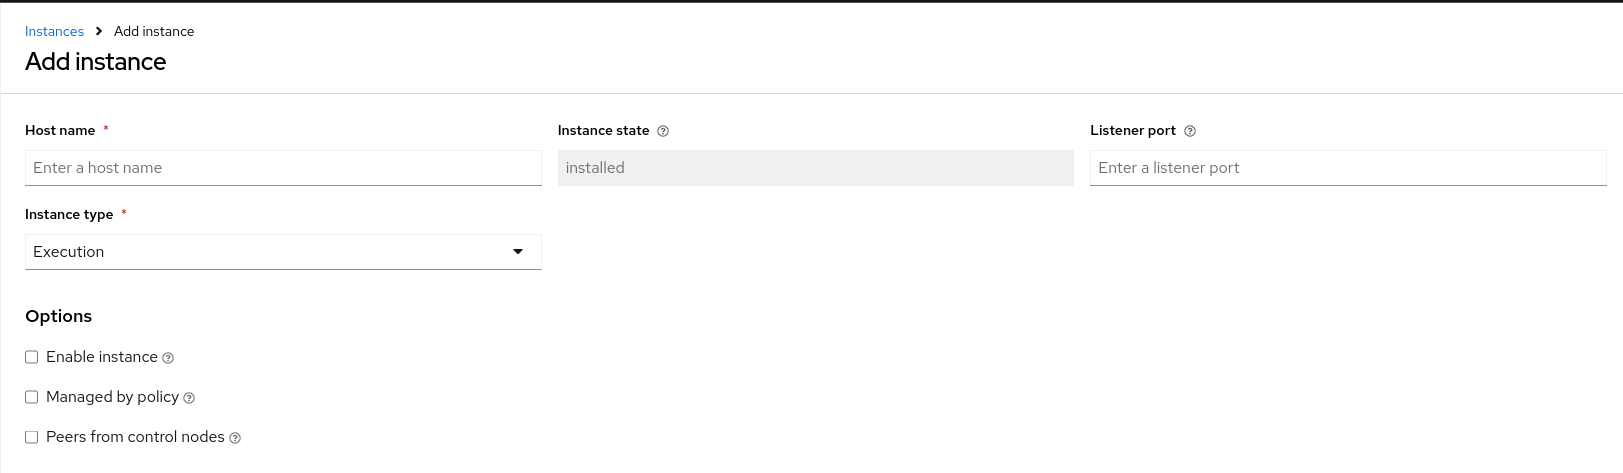 Instances > Add instance
Add instance
Host name * Instance state ? Listener port ?
Enter a host name installed Enter a listener port
Instance type *
Execution
Options
Enable instance ?
Managed by policy ?
Peers from control nodes ?